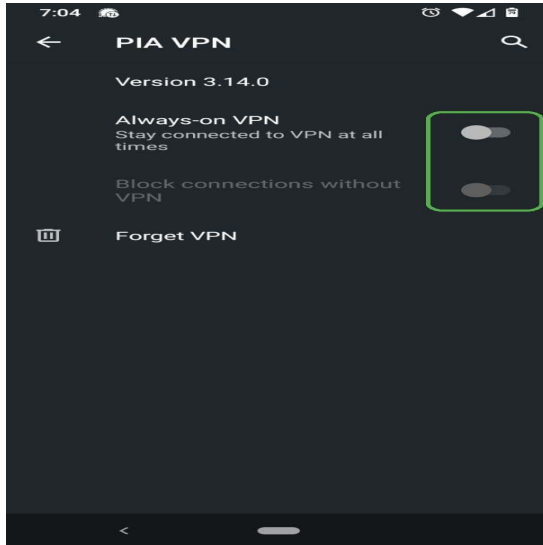 7:04
PIA VPN
Version 3.14.0
Always-on VPN
Stay connected to VPN at all
times
Block connections without
VPN
Forget VPN